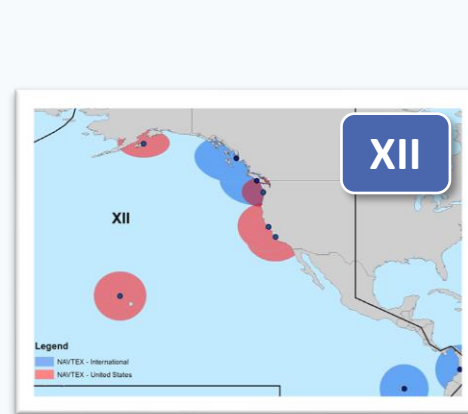 XII
XII
Legend
NAVTEX - International
NAVTEX - United States